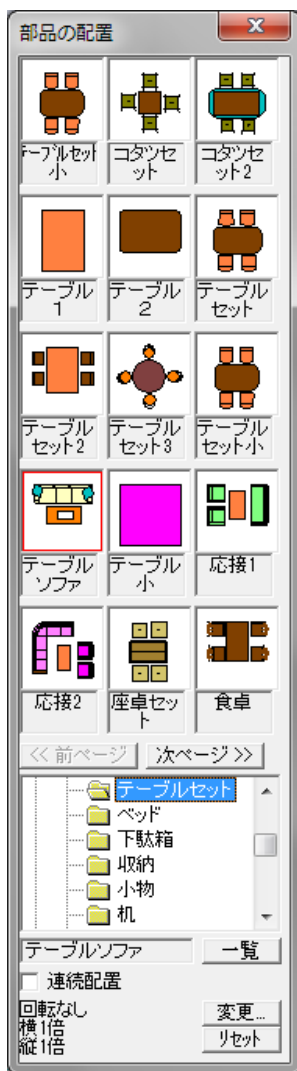 部品の配置
テーブルセット
小
コタツセ
ット
コタツセ
ット2
テーブル
1
テーブル
2
テーブル
セット
テーブル
セット2
テーブル
セット3
テーブル
セット小
テーブル
ソファ
テーブル
小
応接1
応接2
座卓セッ
ト
食卓
<< 前ページ
次ページ >>
テーブルセット
ベッド
下駄箱
収納
小物
机
テーブルソファ
一覧
連続配置
回転なし
横1倍
縦1倍
変更...
リセット